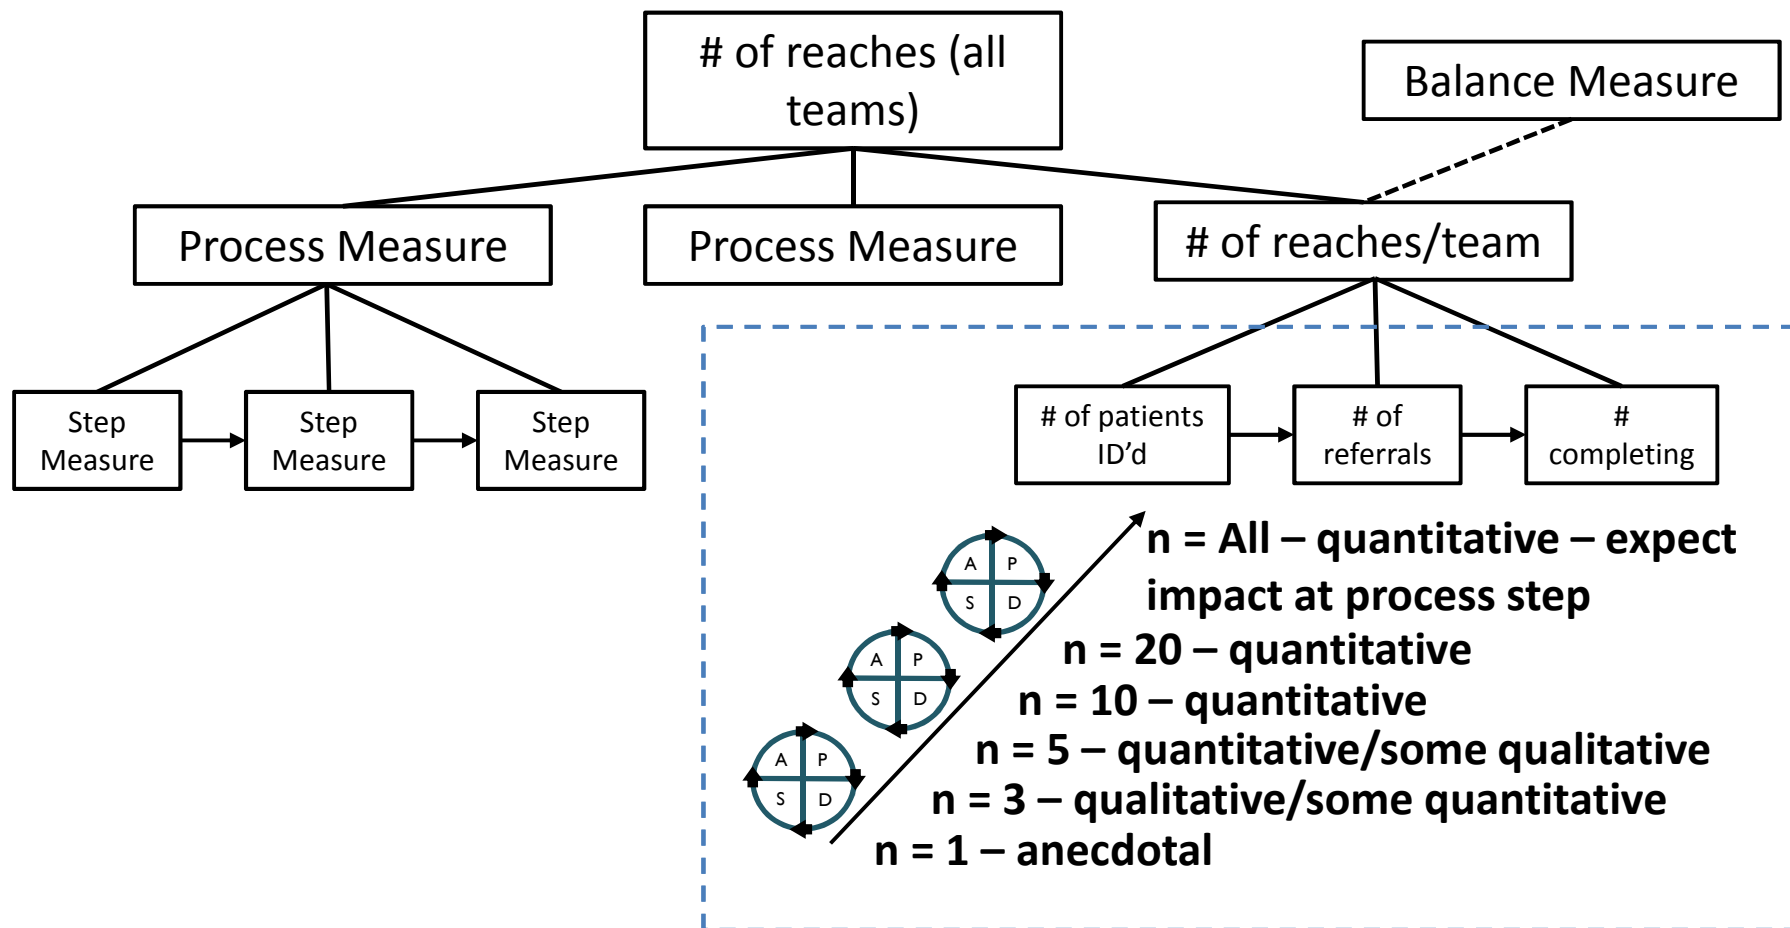 # of reaches (all
teams)
Balance Measure
Process Measure
Process Measure
# of reaches/team
Step
Measure
Step
Measure
Step
Measure
# of patients
ID’d
# of
referrals
#
completing
A P
S D
n = All – quantitative – expect
impact at process step
A P
S D
n = 20 – quantitative
n = 10 – quantitative
A P
S D
n = 5 – quantitative/some qualitative
n = 3 – qualitative/some quantitative
n = 1 – anecdotal